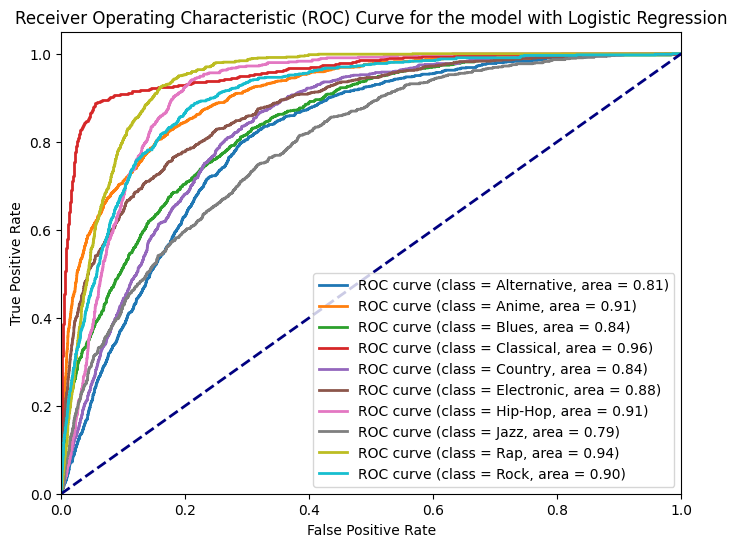 Receiver Operating Characteristic (ROC) Curve for the model with Logistic Regression
True Positive Rate
1.0
0.8
0.6
0.4
0.2
0.0
ROC curve (class = Alternative, area = 0.81)
ROC curve (class = Anime, area = 0.91)
ROC curve (class = Blues, area = 0.84)
ROC curve (class = Classical, area = 0.96)
ROC curve (class = Country, area = 0.84)
ROC curve (class = Electronic, area = 0.88)
ROC curve (class = Hip-Hop, area = 0.91)
ROC curve (class = Jazz, area = 0.79)
ROC curve (class = Rap, area = 0.94)
ROC curve (class = Rock, area = 0.90)
0.0 0.2 0.4 0.6 0.8 1.0
False Positive Rate